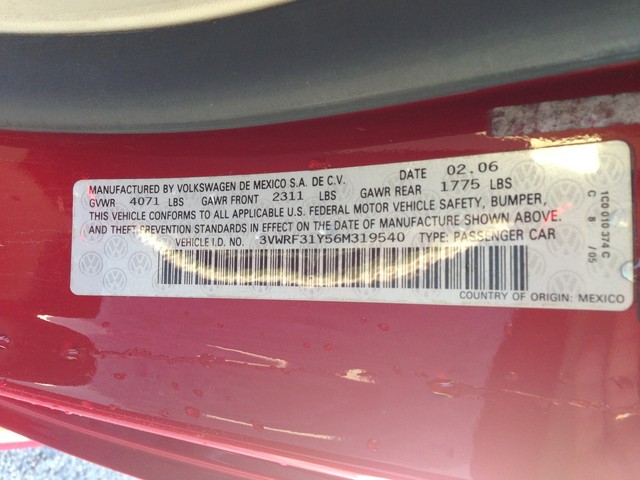 MANUFACTURED BY VOLKSWAGEN DE MEXICO S.A. DE C.V. DATE 02.06
GVWR 4071 LBS GAWR FRONT 2311 LBS GAWR REAR 1775 LBS
THIS VEHICLE CONFORMS TO ALL APPLICABLE U.S. FEDERAL MOTOR VEHICLE SAFETY, BUMPER,
AND THEFT PREVENTION STANDARDS IN EFFECT ON THE DATE OF MANUFACTURE SHOWN ABOVE.
VEHICLE I.D. NO. 3VWRF31Y56M319540 TYPE: PASSENGER CAR
COUNTRY OF ORIGIN: MEXICO
1C0 010 374 C
C 8 /05